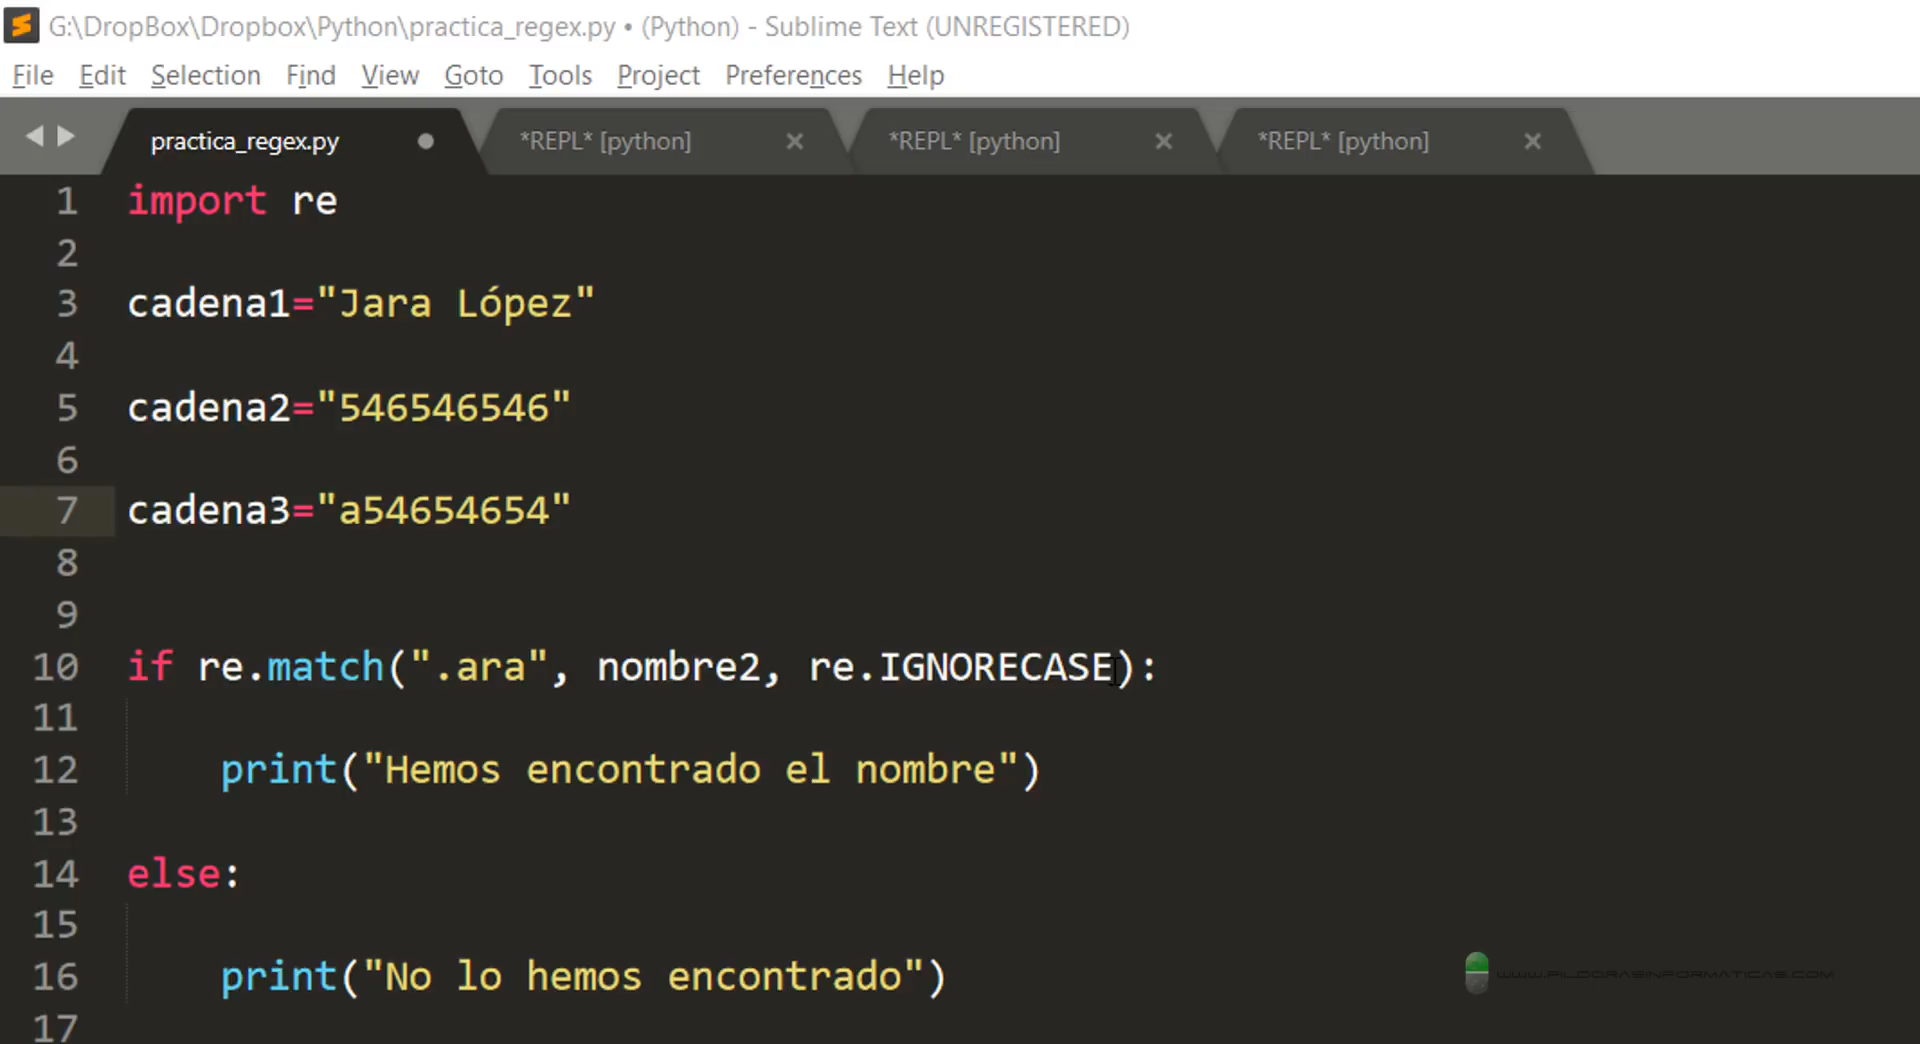 G:\DropBox\Dropbox\Python\practica_regex.py • (Python) - Sublime Text (UNREGISTERED)
File Edit Selection Find View Goto Tools Project Preferences Help
practica_regex.py *REPL* [python] *REPL* [python] *REPL* [python]
1 import re
2
3 cadena1="Jara López"
4
5 cadena2="546546546"
6
7 cadena3="a54654654"
8
9
10 if re.match(".ara", nombre2, re.IGNORECASE):
11
12 print("Hemos encontrado el nombre")
13
14 else:
15
16 print("No lo hemos encontrado")
17
WWW.PILDORASINFORMATICAS.COM